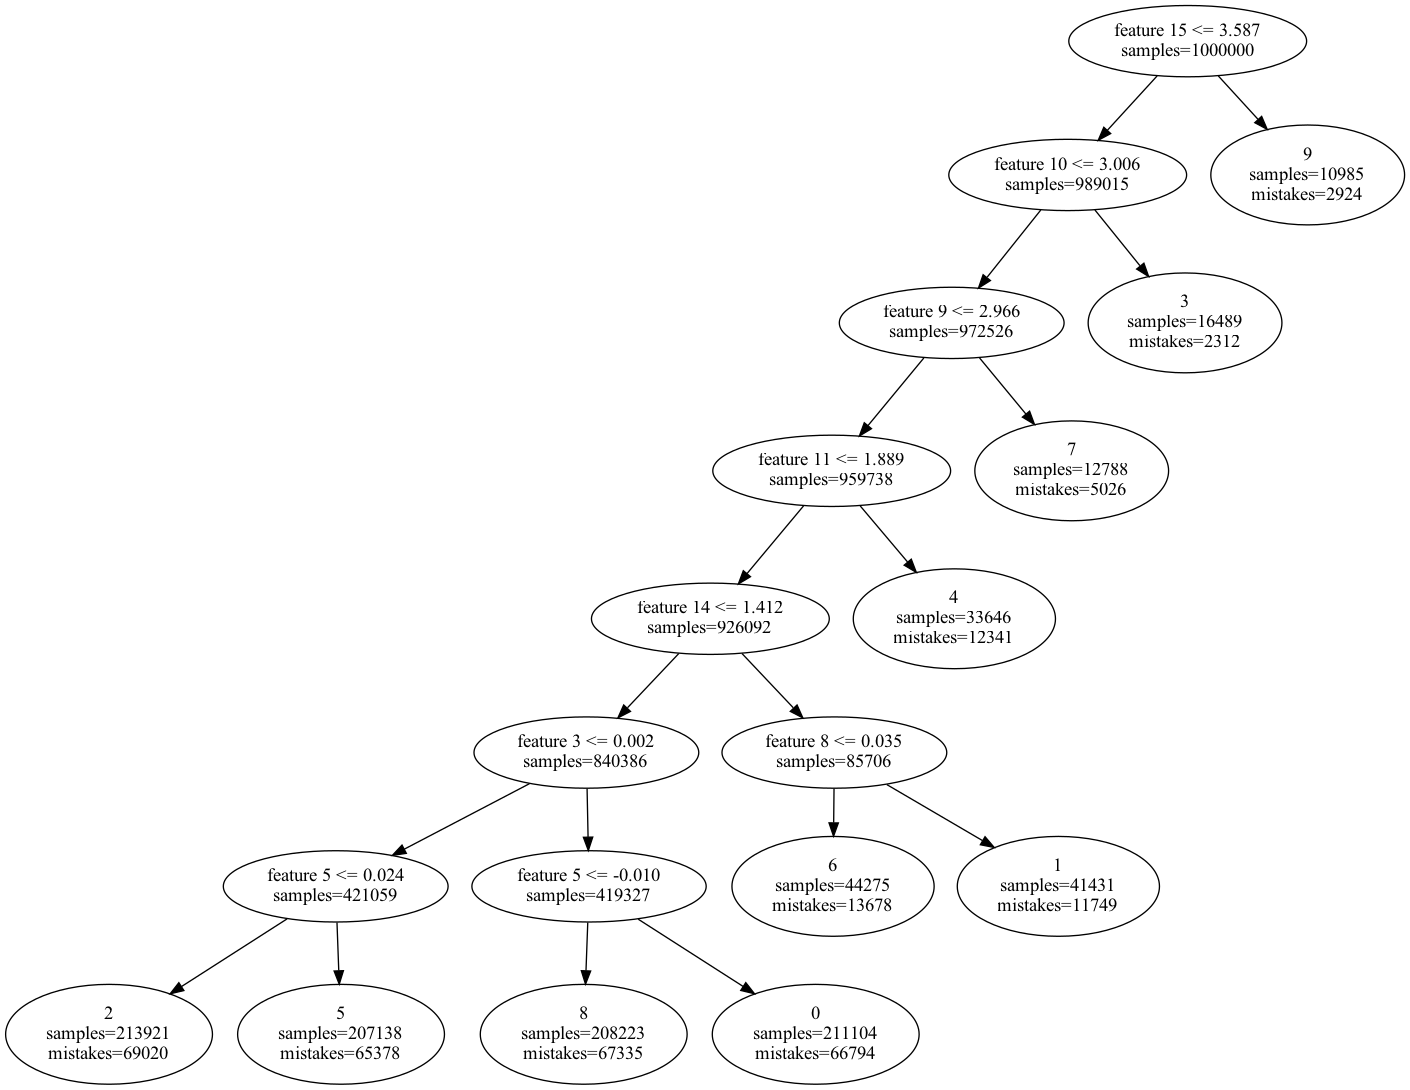 feature 15 <= 3.587
samples=1000000
feature 10 <= 3.006
samples=989015
9
samples=10985
mistakes=2924
feature 9 <= 2.966
samples=972526
3
samples=16489
mistakes=2312
feature 11 <= 1.889
samples=959738
7
samples=12788
mistakes=5026
feature 14 <= 1.412
samples=926092
4
samples=33646
mistakes=12341
feature 3 <= 0.002
samples=840386
feature 8 <= 0.035
samples=85706
feature 5 <= 0.024
samples=421059
feature 5 <= -0.010
samples=419327
6
samples=44275
mistakes=13678
1
samples=41431
mistakes=11749
2
samples=213921
mistakes=69020
5
samples=207138
mistakes=65378
8
samples=208223
mistakes=67335
0
samples=211104
mistakes=66794